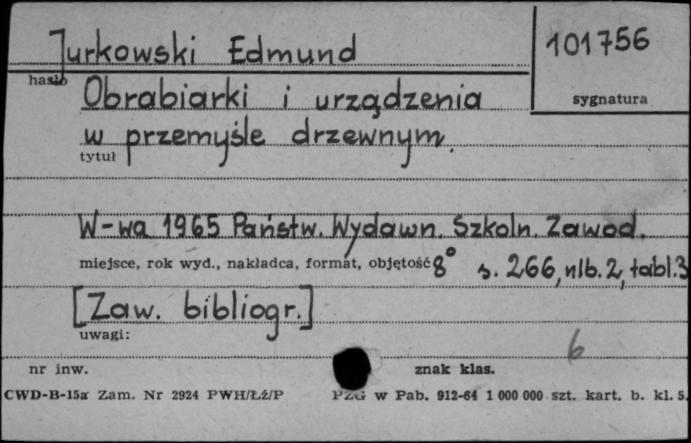 Jurkowski Edmund
101756
hasło
sygnatura
Obrabiarki i urządzenia
w przemyśle drzewnym.
tytuł
W-wa 1965 Państw. Wydawn. Szkoln. Zawod.
miejsce, rok wyd., nakładca, format, objętość 8° s. 266, nlb. 2, tabl. 3
[Zaw. bibliogr.]
uwagi:
6
nr inw.
znak klas.
CWD-B-15a Zam. Nr 2924 PWH/Łź/P
PZG w Pab. 912-64 1 000 000 szt. kart. b. kl. 5.